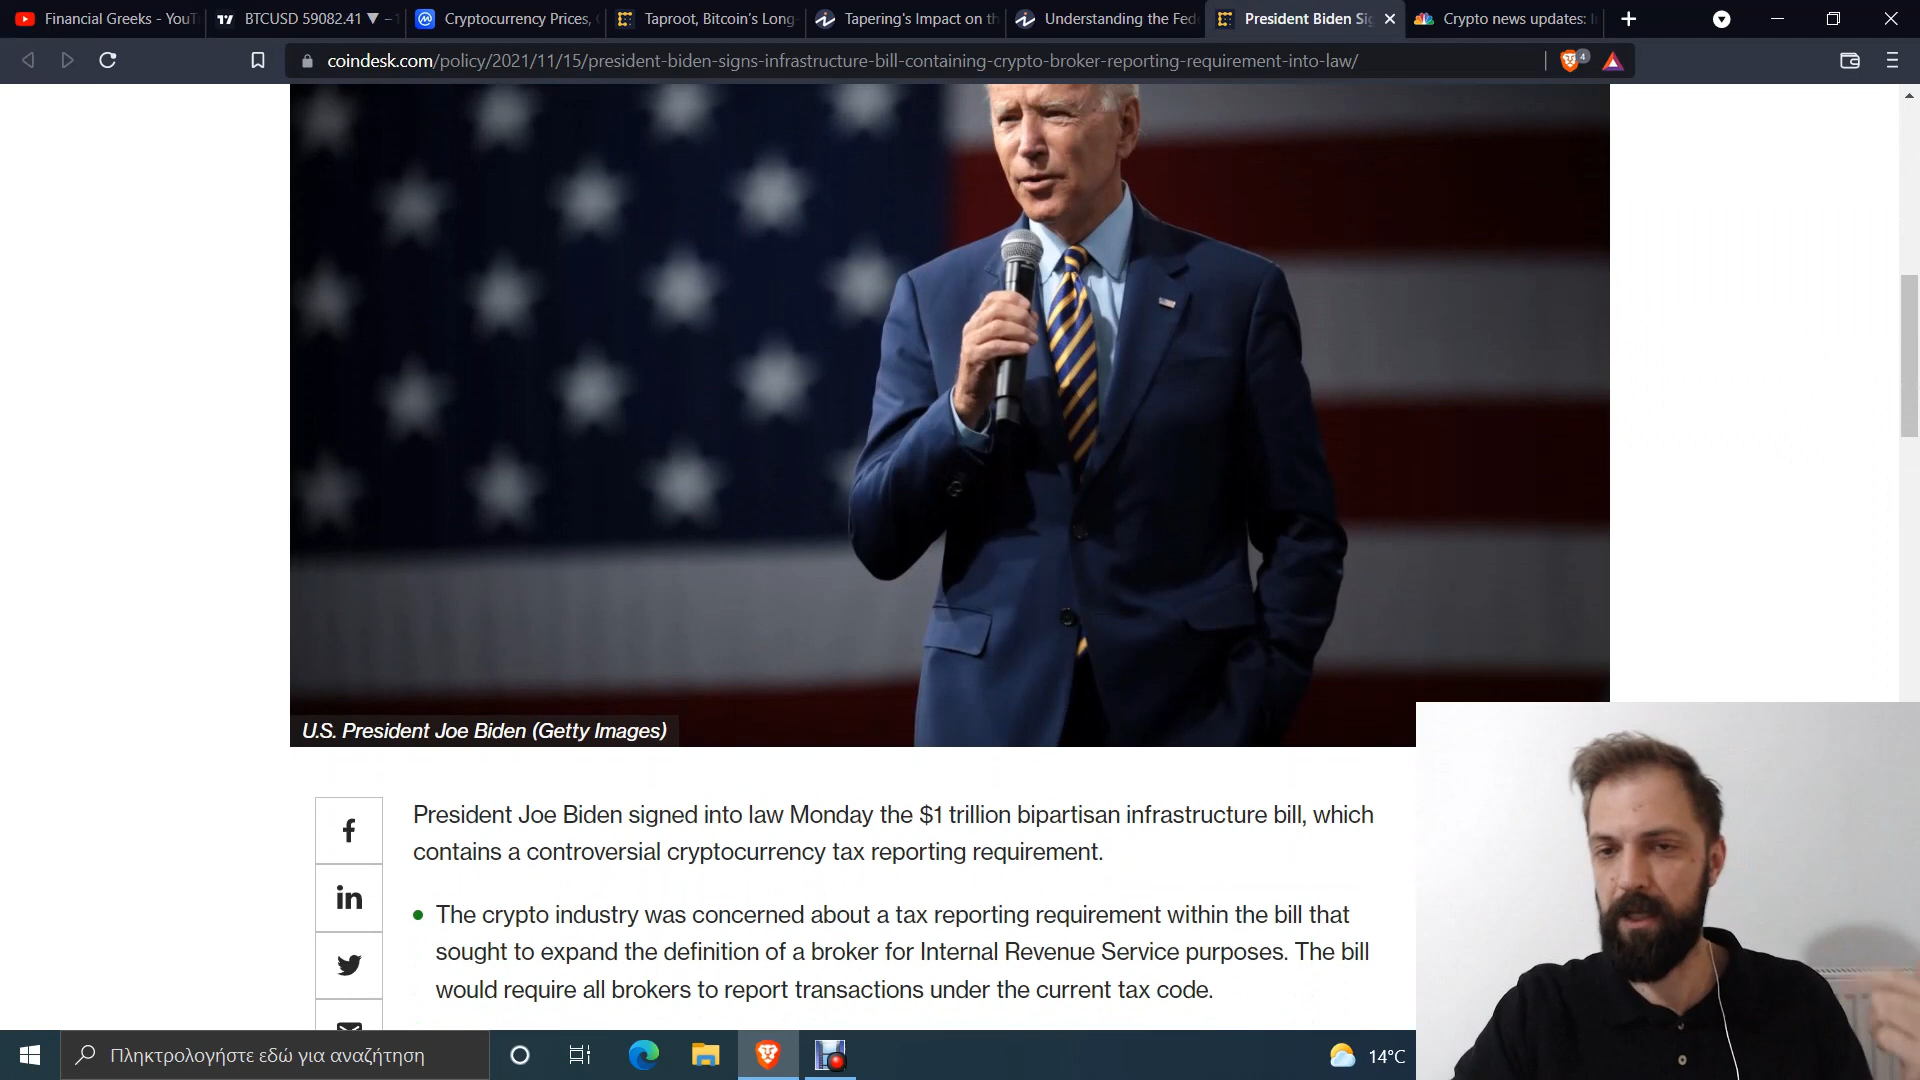 Financial Greeks - YouT
BTCUSD 59082.41 ▼ −
Cryptocurrency Prices,
Taproot, Bitcoin's Long-
Tapering's Impact on th
Understanding the Fed
President Biden Si
Crypto news updates: I
coindesk.com/policy/2021/11/15/president-biden-signs-infrastructure-bill-containing-crypto-broker-reporting-requirement-into-law/
4
U.S. President Joe Biden (Getty Images)
President Joe Biden signed into law Monday the $1 trillion bipartisan infrastructure bill, which
contains a controversial cryptocurrency tax reporting requirement.
The crypto industry was concerned about a tax reporting requirement within the bill that
sought to expand the definition of a broker for Internal Revenue Service purposes. The bill
would require all brokers to report transactions under the current tax code.
Πληκτρολογήστε εδώ για αναζήτηση
14°C